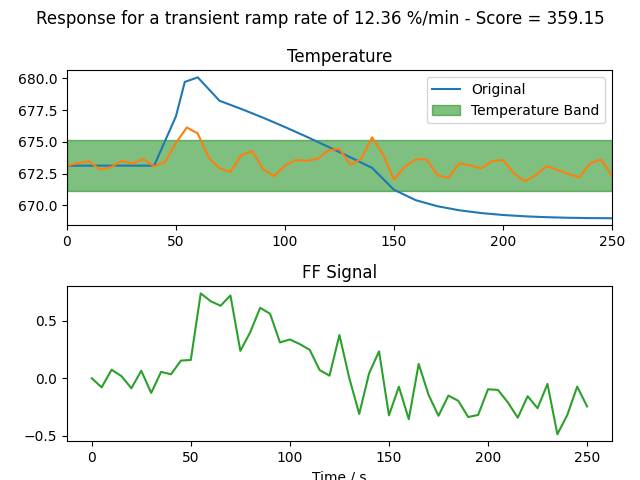 Response for a transient ramp rate of 12.36 %/min - Score = 359.15
Temperature
680.0
677.5
675.0
672.5
670.0
Original
Temperature Band
0 50 100 150 200 250
FF Signal
0.5
0.0
−0.5
0 50 100 150 200 250
Time / s